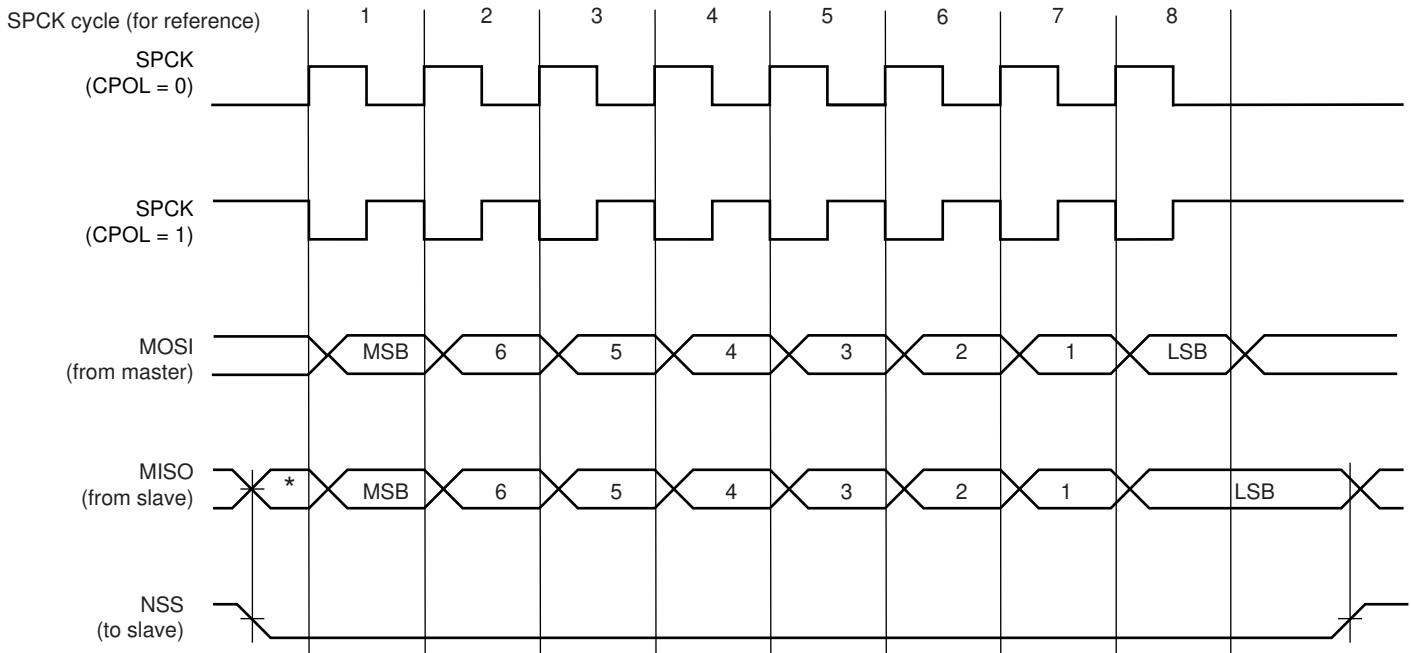 SPCK cycle (for reference) 1 2 3 4 5 6 7 8
SPCK
(CPOL = 0)
SPCK
(CPOL = 1)
MOSI
(from master)
MSB 6 5 4 3 2 1 LSB
MISO
(from slave)
* MSB 6 5 4 3 2 1 LSB
NSS
(to slave)